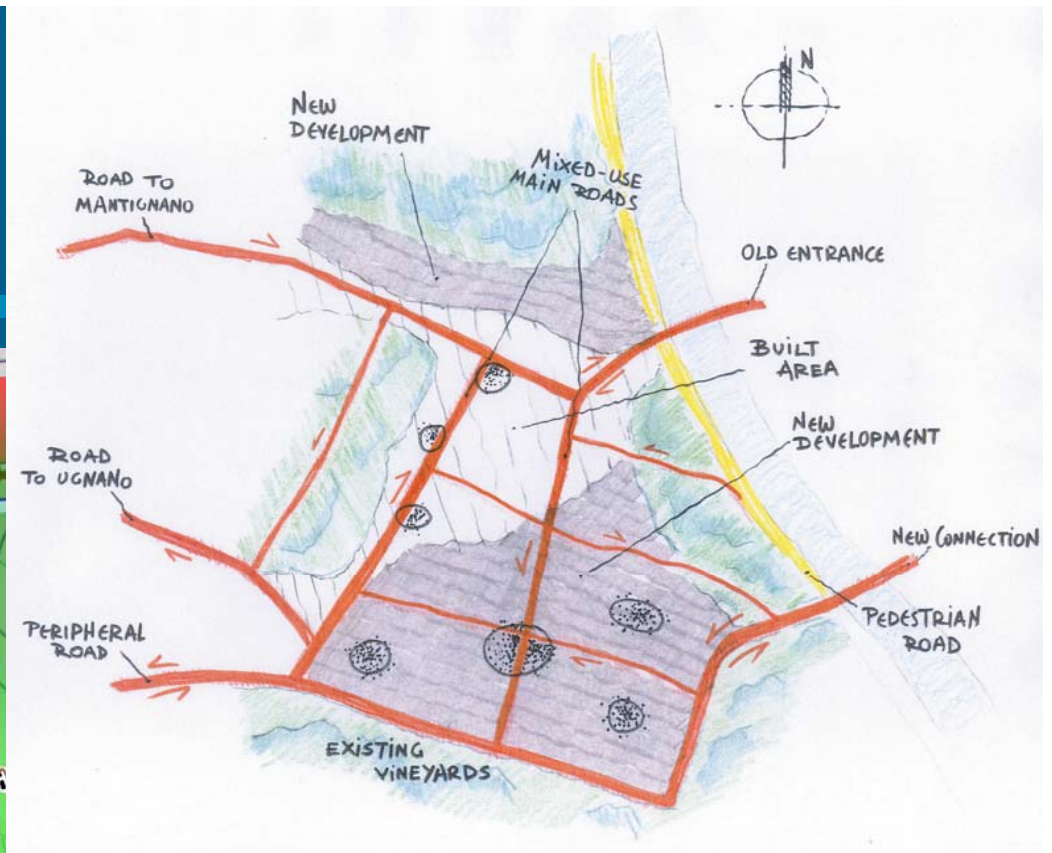 N
NEW
DEVELOPMENT
MIXED-USE
MAIN ROADS
ROAD TO
MANTIGNANO
OLD ENTRANCE
BUILT
AREA
NEW
DEVELOPMENT
ROAD
TO UGNANO
NEW CONNECTION
PERIPHERAL
ROAD
PEDESTRIAN
ROAD
EXISTING
VINEYARDS